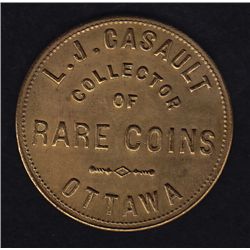 L. J. CASAULT
COLLECTOR
OF
RARE COINS
OTTAWA